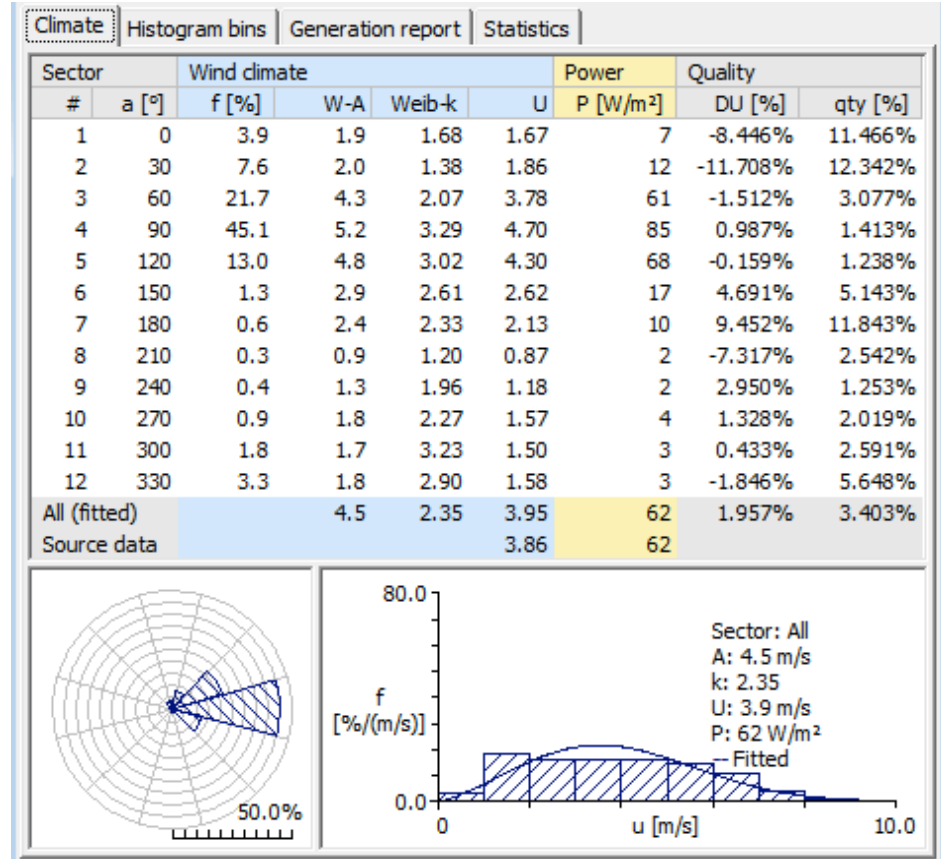 Climate Histogram bins Generation report Statistics
Sector Wind climate Power Quality
# a [º] f [%] W-A Weib-k U P [W/m²] DU [%] qty [%]
1 0 3.9 1.9 1.68 1.67 7 -8.446% 11.466%
2 30 7.6 2.0 1.38 1.86 12 -11.708% 12.342%
3 60 21.7 4.3 2.07 3.78 61 -1.512% 3.077%
4 90 45.1 5.2 3.29 4.70 85 0.987% 1.413%
5 120 13.0 4.8 3.02 4.30 68 -0.159% 1.238%
6 150 1.3 2.9 2.61 2.62 17 4.691% 5.143%
7 180 0.6 2.4 2.33 2.13 10 9.452% 11.843%
8 210 0.3 0.9 1.20 0.87 2 -7.317% 2.542%
9 240 0.4 1.3 1.96 1.18 2 2.950% 1.253%
10 270 0.9 1.8 2.27 1.57 4 1.328% 2.019%
11 300 1.8 1.7 3.23 1.50 3 0.433% 2.591%
12 330 3.3 1.8 2.90 1.58 3 -1.846% 5.648%
All (fitted) 4.5 2.35 3.95 62 1.957% 3.403%
Source data 3.86 62
50.0%
80.0
f
[%/(m/s)]
0.0
0 u [m/s] 10.0
Sector: All
A: 4.5 m/s
k: 2.35
U: 3.9 m/s
P: 62 W/m²
-- Fitted